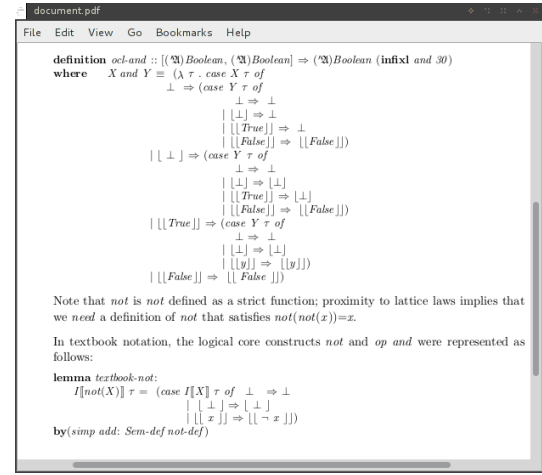 document.pdf
File Edit View Go Bookmarks Help
definition ocl-and :: [('𝔄)Boolean, ('𝔄)Boolean] ⇒ ('𝔄)Boolean (infixl and 30)
where X and Y ≡ (λ τ . case X τ of
⊥ ⇒ (case Y τ of
⊥ ⇒ ⊥
| ⌊⊥⌋ ⇒ ⊥
| ⌊⌊True⌋⌋ ⇒ ⊥
| ⌊⌊False⌋⌋ ⇒ ⌊⌊False⌋⌋)
| ⌊ ⊥ ⌋ ⇒ (case Y τ of
⊥ ⇒ ⊥
| ⌊⊥⌋ ⇒ ⌊⊥⌋
| ⌊⌊True⌋⌋ ⇒ ⌊⊥⌋
| ⌊⌊False⌋⌋ ⇒ ⌊⌊False⌋⌋)
| ⌊⌊True⌋⌋ ⇒ (case Y τ of
⊥ ⇒ ⊥
| ⌊⊥⌋ ⇒ ⌊⊥⌋
| ⌊⌊y⌋⌋ ⇒ ⌊⌊y⌋⌋)
| ⌊⌊False⌋⌋ ⇒ ⌊⌊ False ⌋⌋)
Note that not is not defined as a strict function; proximity to lattice laws implies that
we need a definition of not that satisfies not(not(x))=x.
In textbook notation, the logical core constructs not and op and were represented as
follows:
lemma textbook-not:
I⟦not(X)⟧ τ = (case I⟦X⟧ τ of ⊥ ⇒ ⊥
| ⌊ ⊥ ⌋ ⇒ ⌊ ⊥ ⌋
| ⌊⌊ x ⌋⌋ ⇒ ⌊⌊ ¬ x ⌋⌋)
by(simp add: Sem-def not-def)